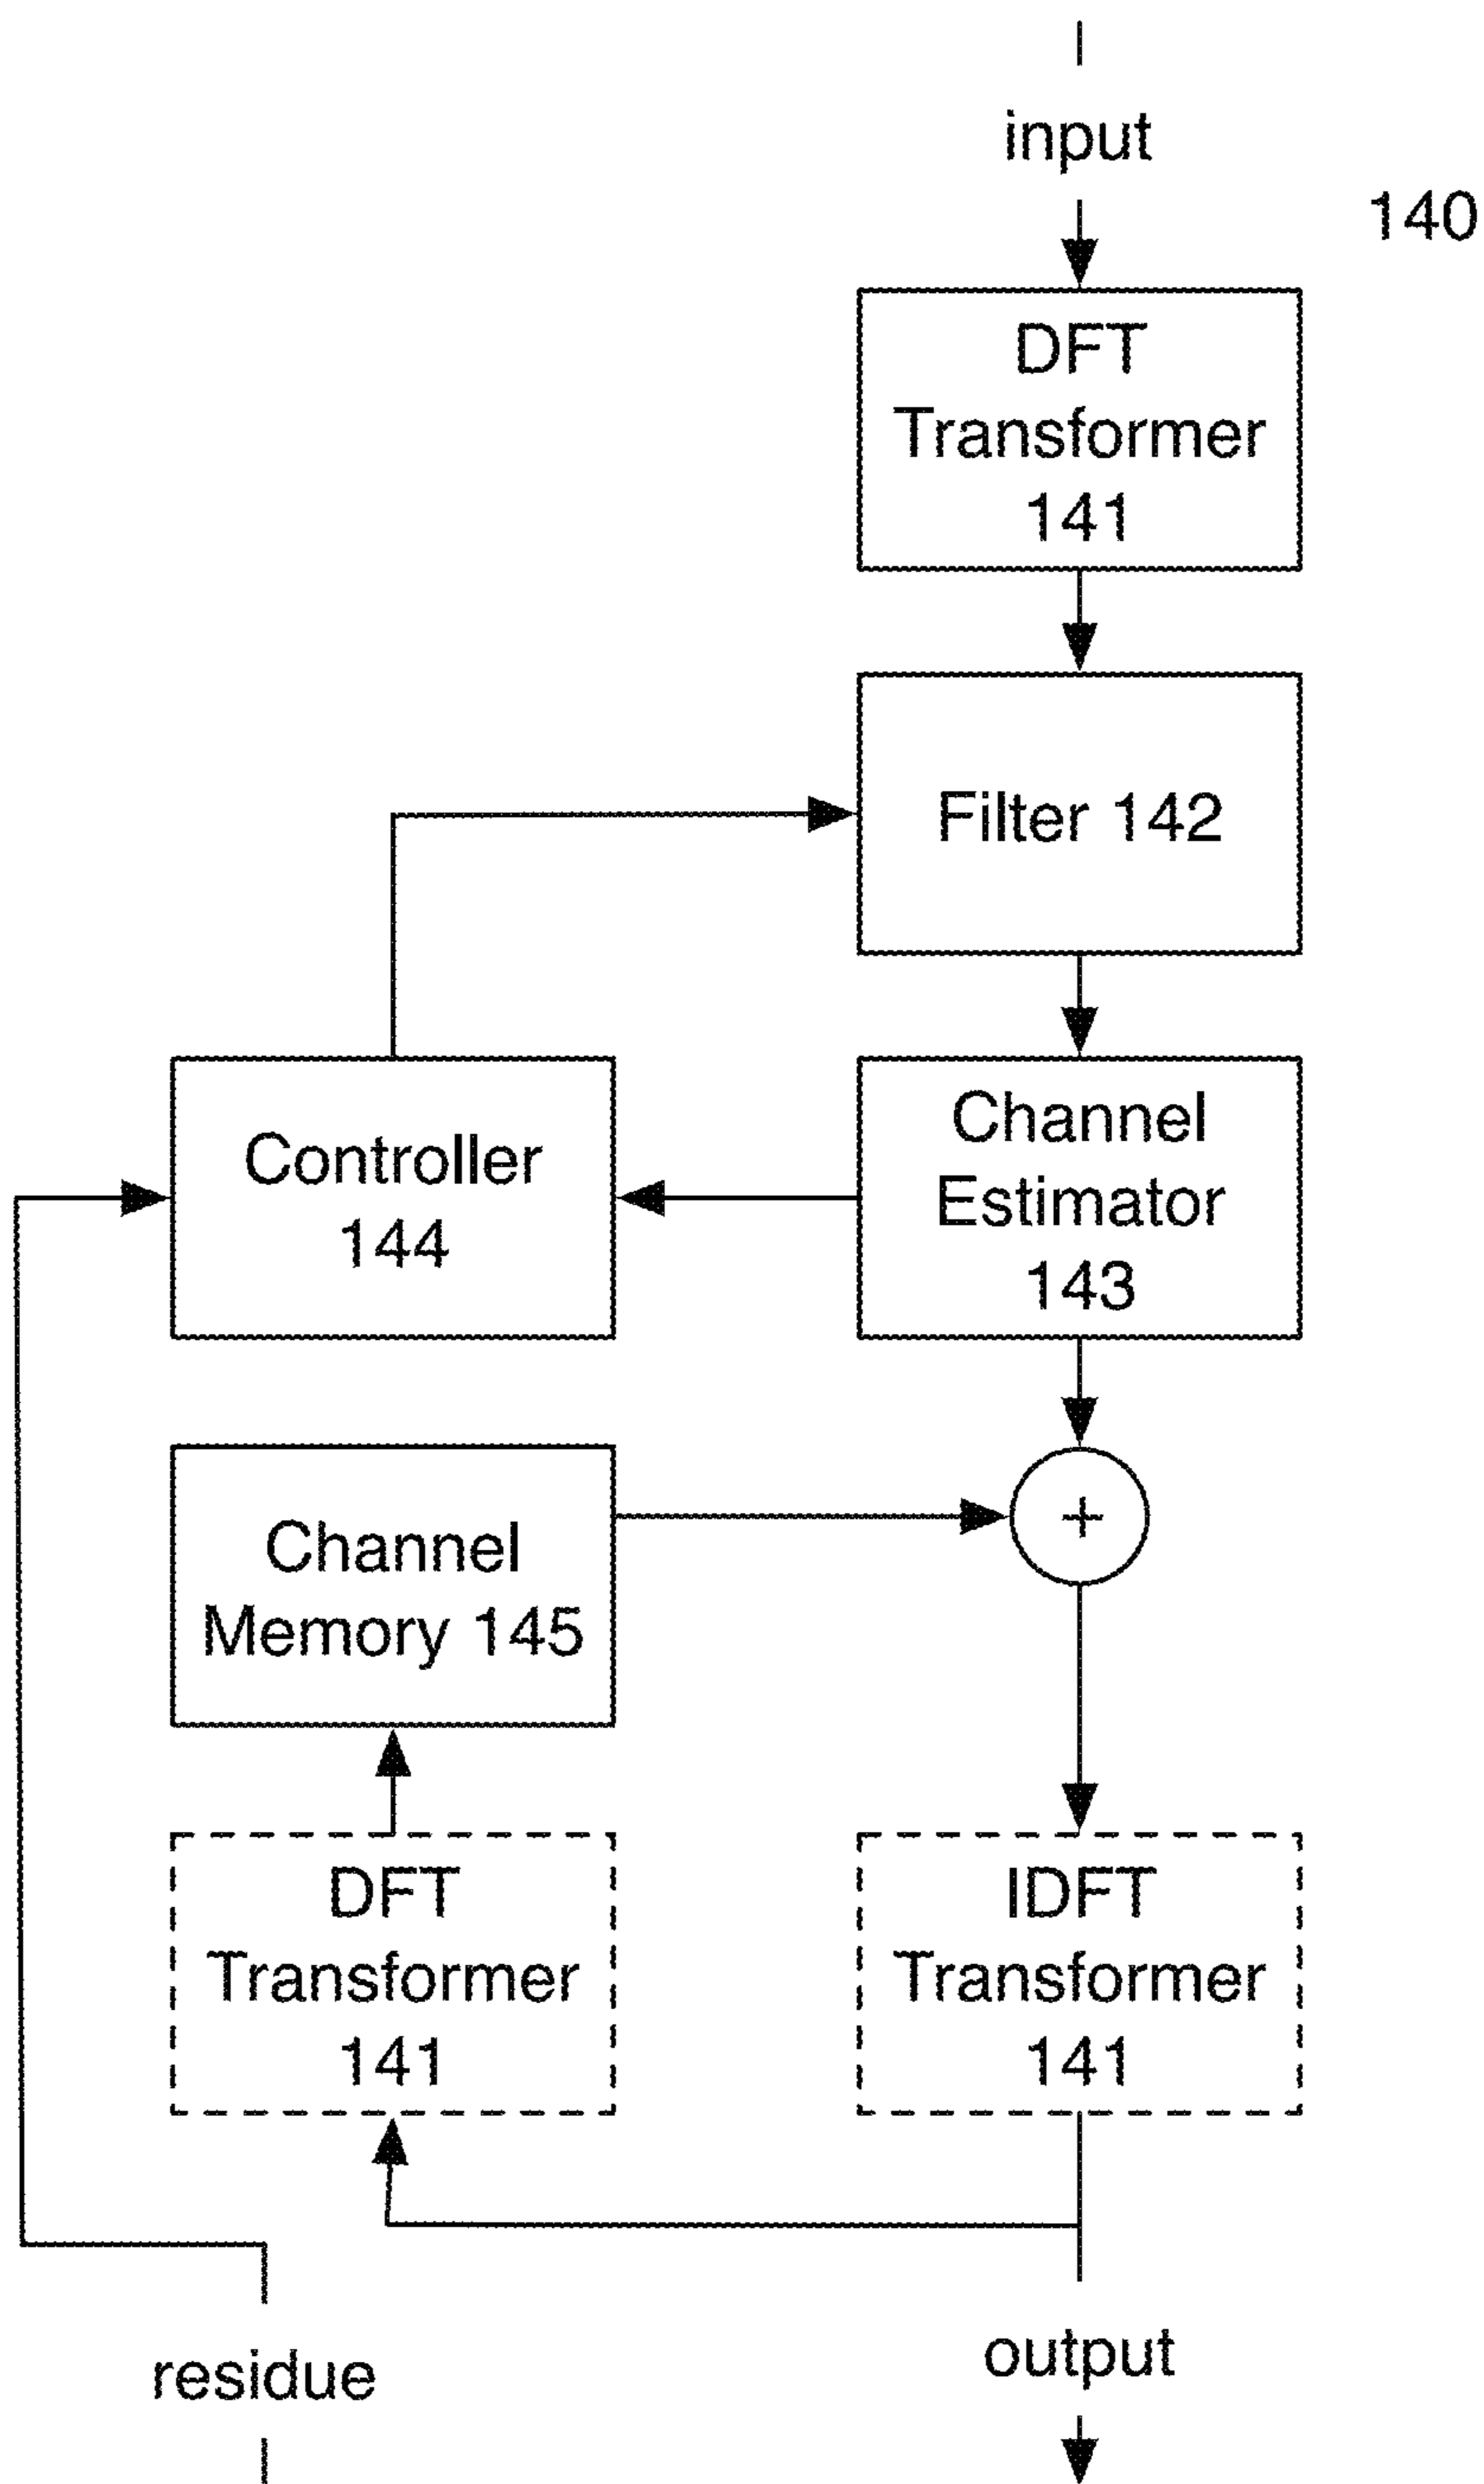 input
140
DFT
Transformer
141
Filter 142
Controller
144
Channel
Estimator
143
Channel
Memory 145
+
DFT
Transformer
141
IDFT
Transformer
141
residue
output